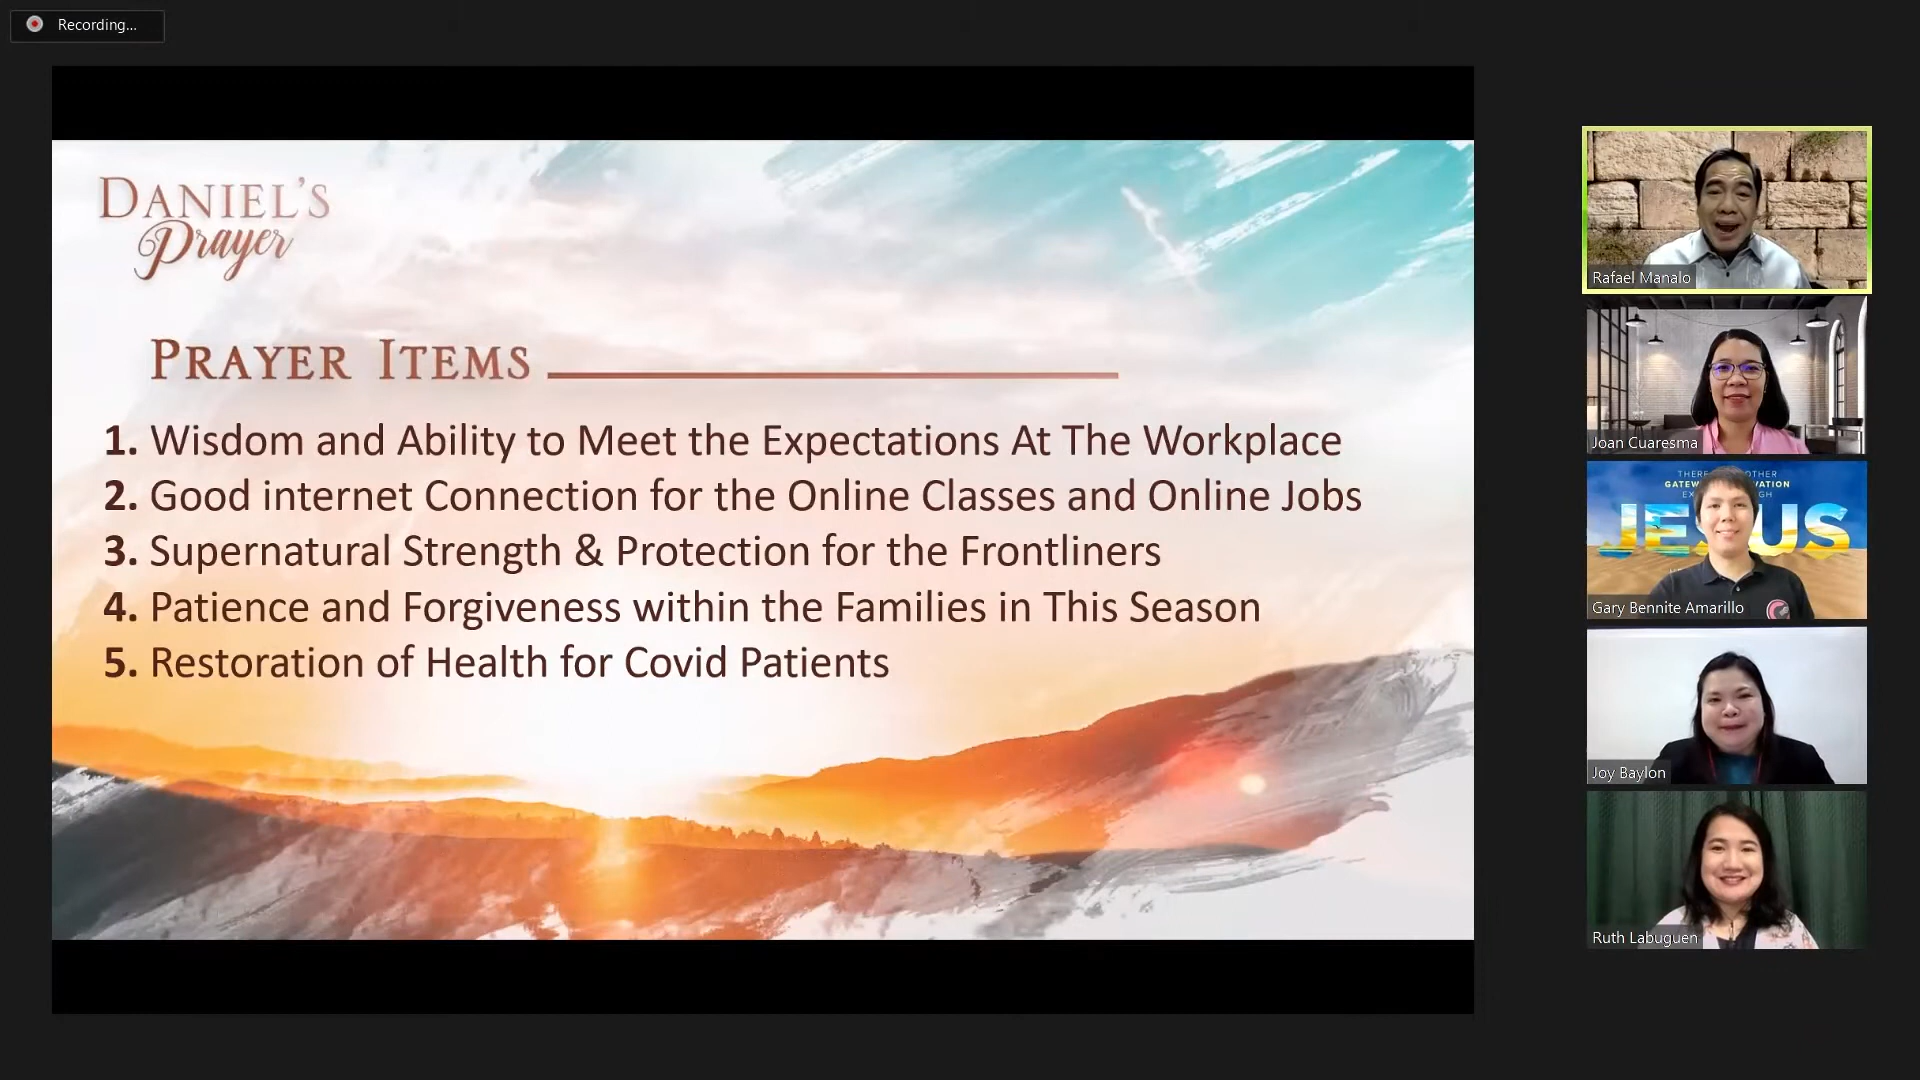 Recording...
DANIEL'S
Prayer
PRAYER ITEMS
1. Wisdom and Ability to Meet the Expectations At The Workplace
2. Good internet Connection for the Online Classes and Online Jobs
3. Supernatural Strength & Protection for the Frontliners
4. Patience and Forgiveness within the Families in This Season
5. Restoration of Health for Covid Patients
Rafael Manalo
Joan Cuaresma
JESUS
Gary Bennite Amarillo
Joy Baylon
Ruth Labuguen